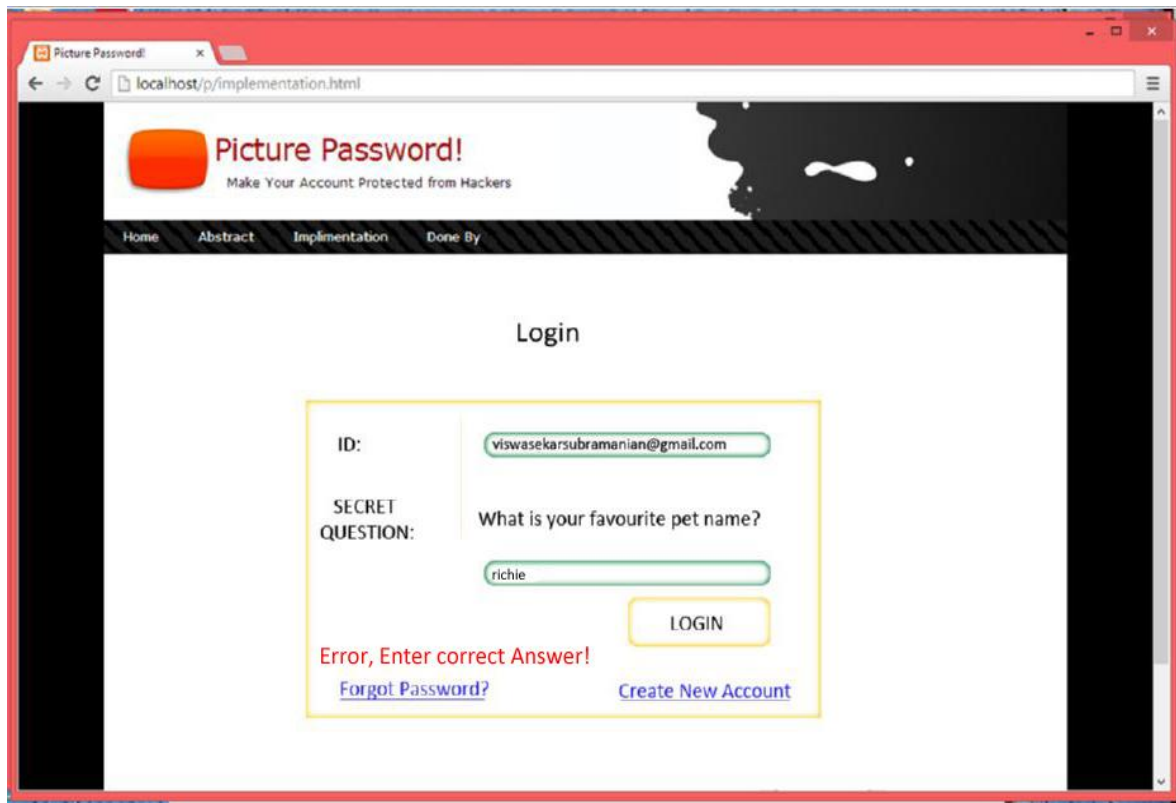 Picture Password!
localhost/p/implementation.html
Picture Password!
Make Your Account Protected from Hackers
Home Abstract Implimentation Done By
Login
ID: viswasekarsubramanian@gmail.com
SECRET
QUESTION:
What is your favourite pet name?
richie
LOGIN
Error, Enter correct Answer!
Forgot Password? Create New Account